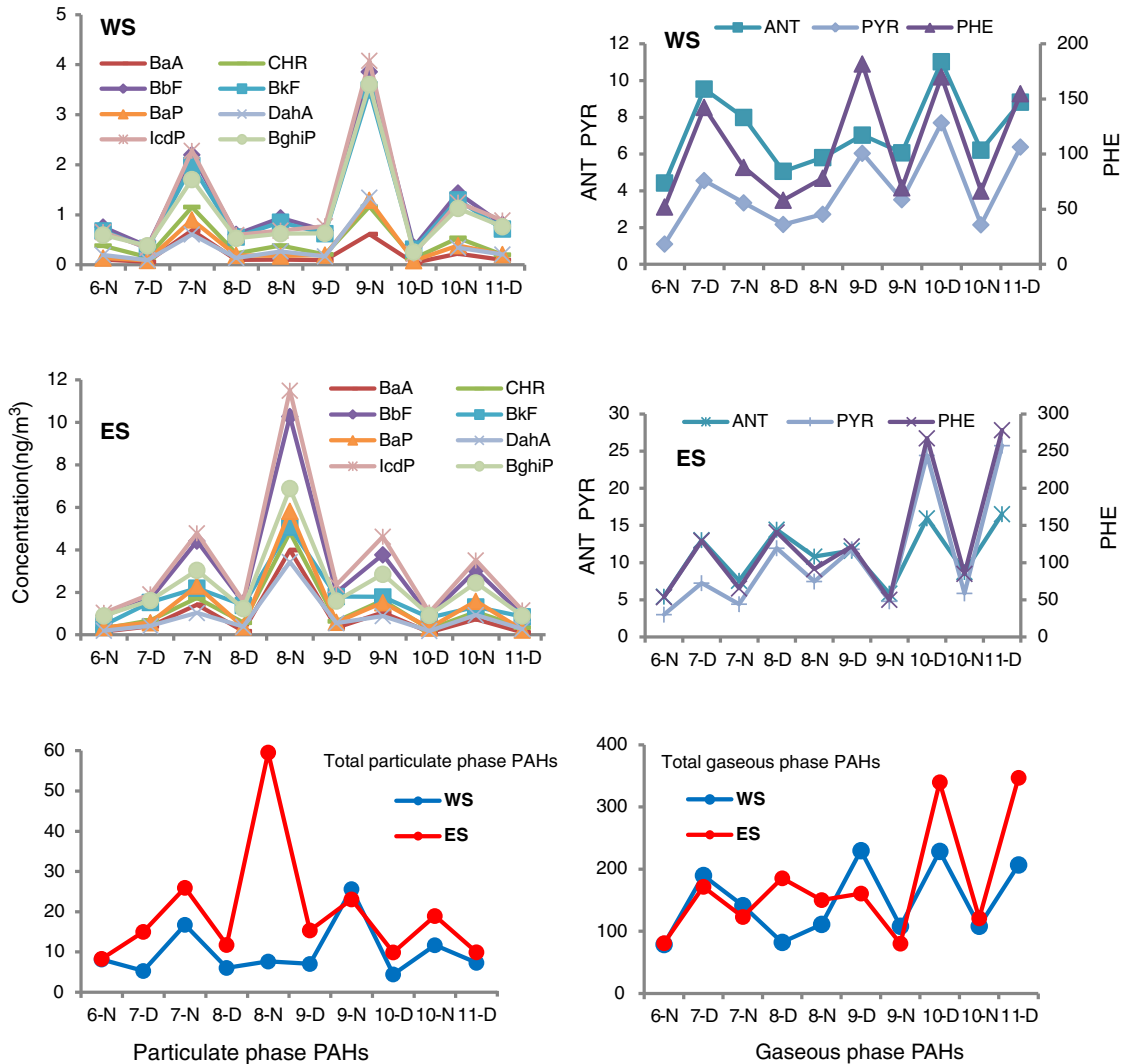 WS
BaA CHR
BbF BkF
BaP DahA
IcdP BghiP
5
4
3
2
1
0
6-N 7-D 7-N 8-D 8-N 9-D 9-N 10-D 10-N 11-D
WS
ANT PYR PHE
12
10
8
6
4
2
0
ANT PYR
200
150
100
50
0
PHE
6-N 7-D 7-N 8-D 8-N 9-D 9-N 10-D 10-N 11-D
ES
BaA CHR
BbF BkF
BaP DahA
IcdP BghiP
Concentration(ng/m³)
12
10
8
6
4
2
0
6-N 7-D 7-N 8-D 8-N 9-D 9-N 10-D 10-N 11-D
ANT PYR PHE
ES
30
25
20
15
10
5
0
ANT PYR
300
250
200
150
100
50
0
PHE
6-N 7-D 7-N 8-D 8-N 9-D 9-N 10-D 10-N 11-D
Total particulate phase PAHs
WS
ES
60
50
40
30
20
10
0
6-N 7-D 7-N 8-D 8-N 9-D 9-N 10-D 10-N 11-D
Particulate phase PAHs
Total gaseous phase PAHs
WS
ES
400
300
200
100
0
6-N 7-D 7-N 8-D 8-N 9-D 9-N 10-D 10-N 11-D
Gaseous phase PAHs